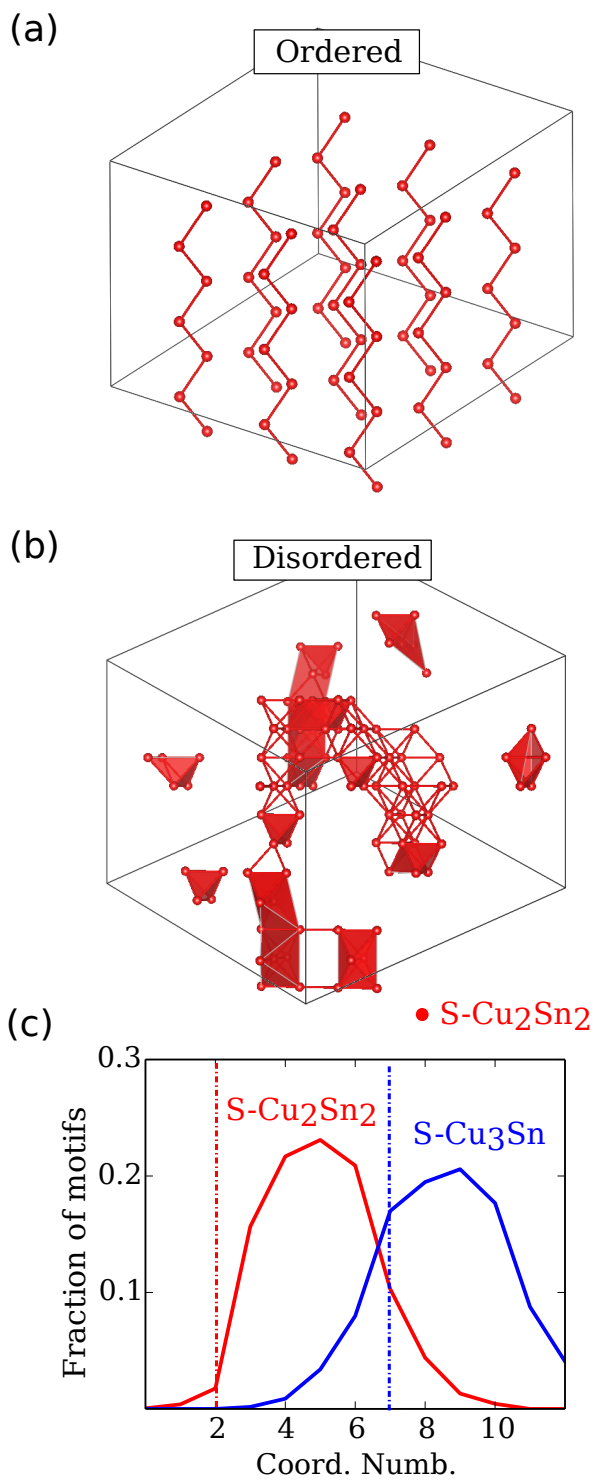 (a)
Ordered
(b)
Disordered
S-Cu2Sn2
(c)
0.3
S-Cu2Sn2
S-Cu3Sn
0.2
0.1
Fraction of motifs
2 4 6 8 10
Coord. Numb.